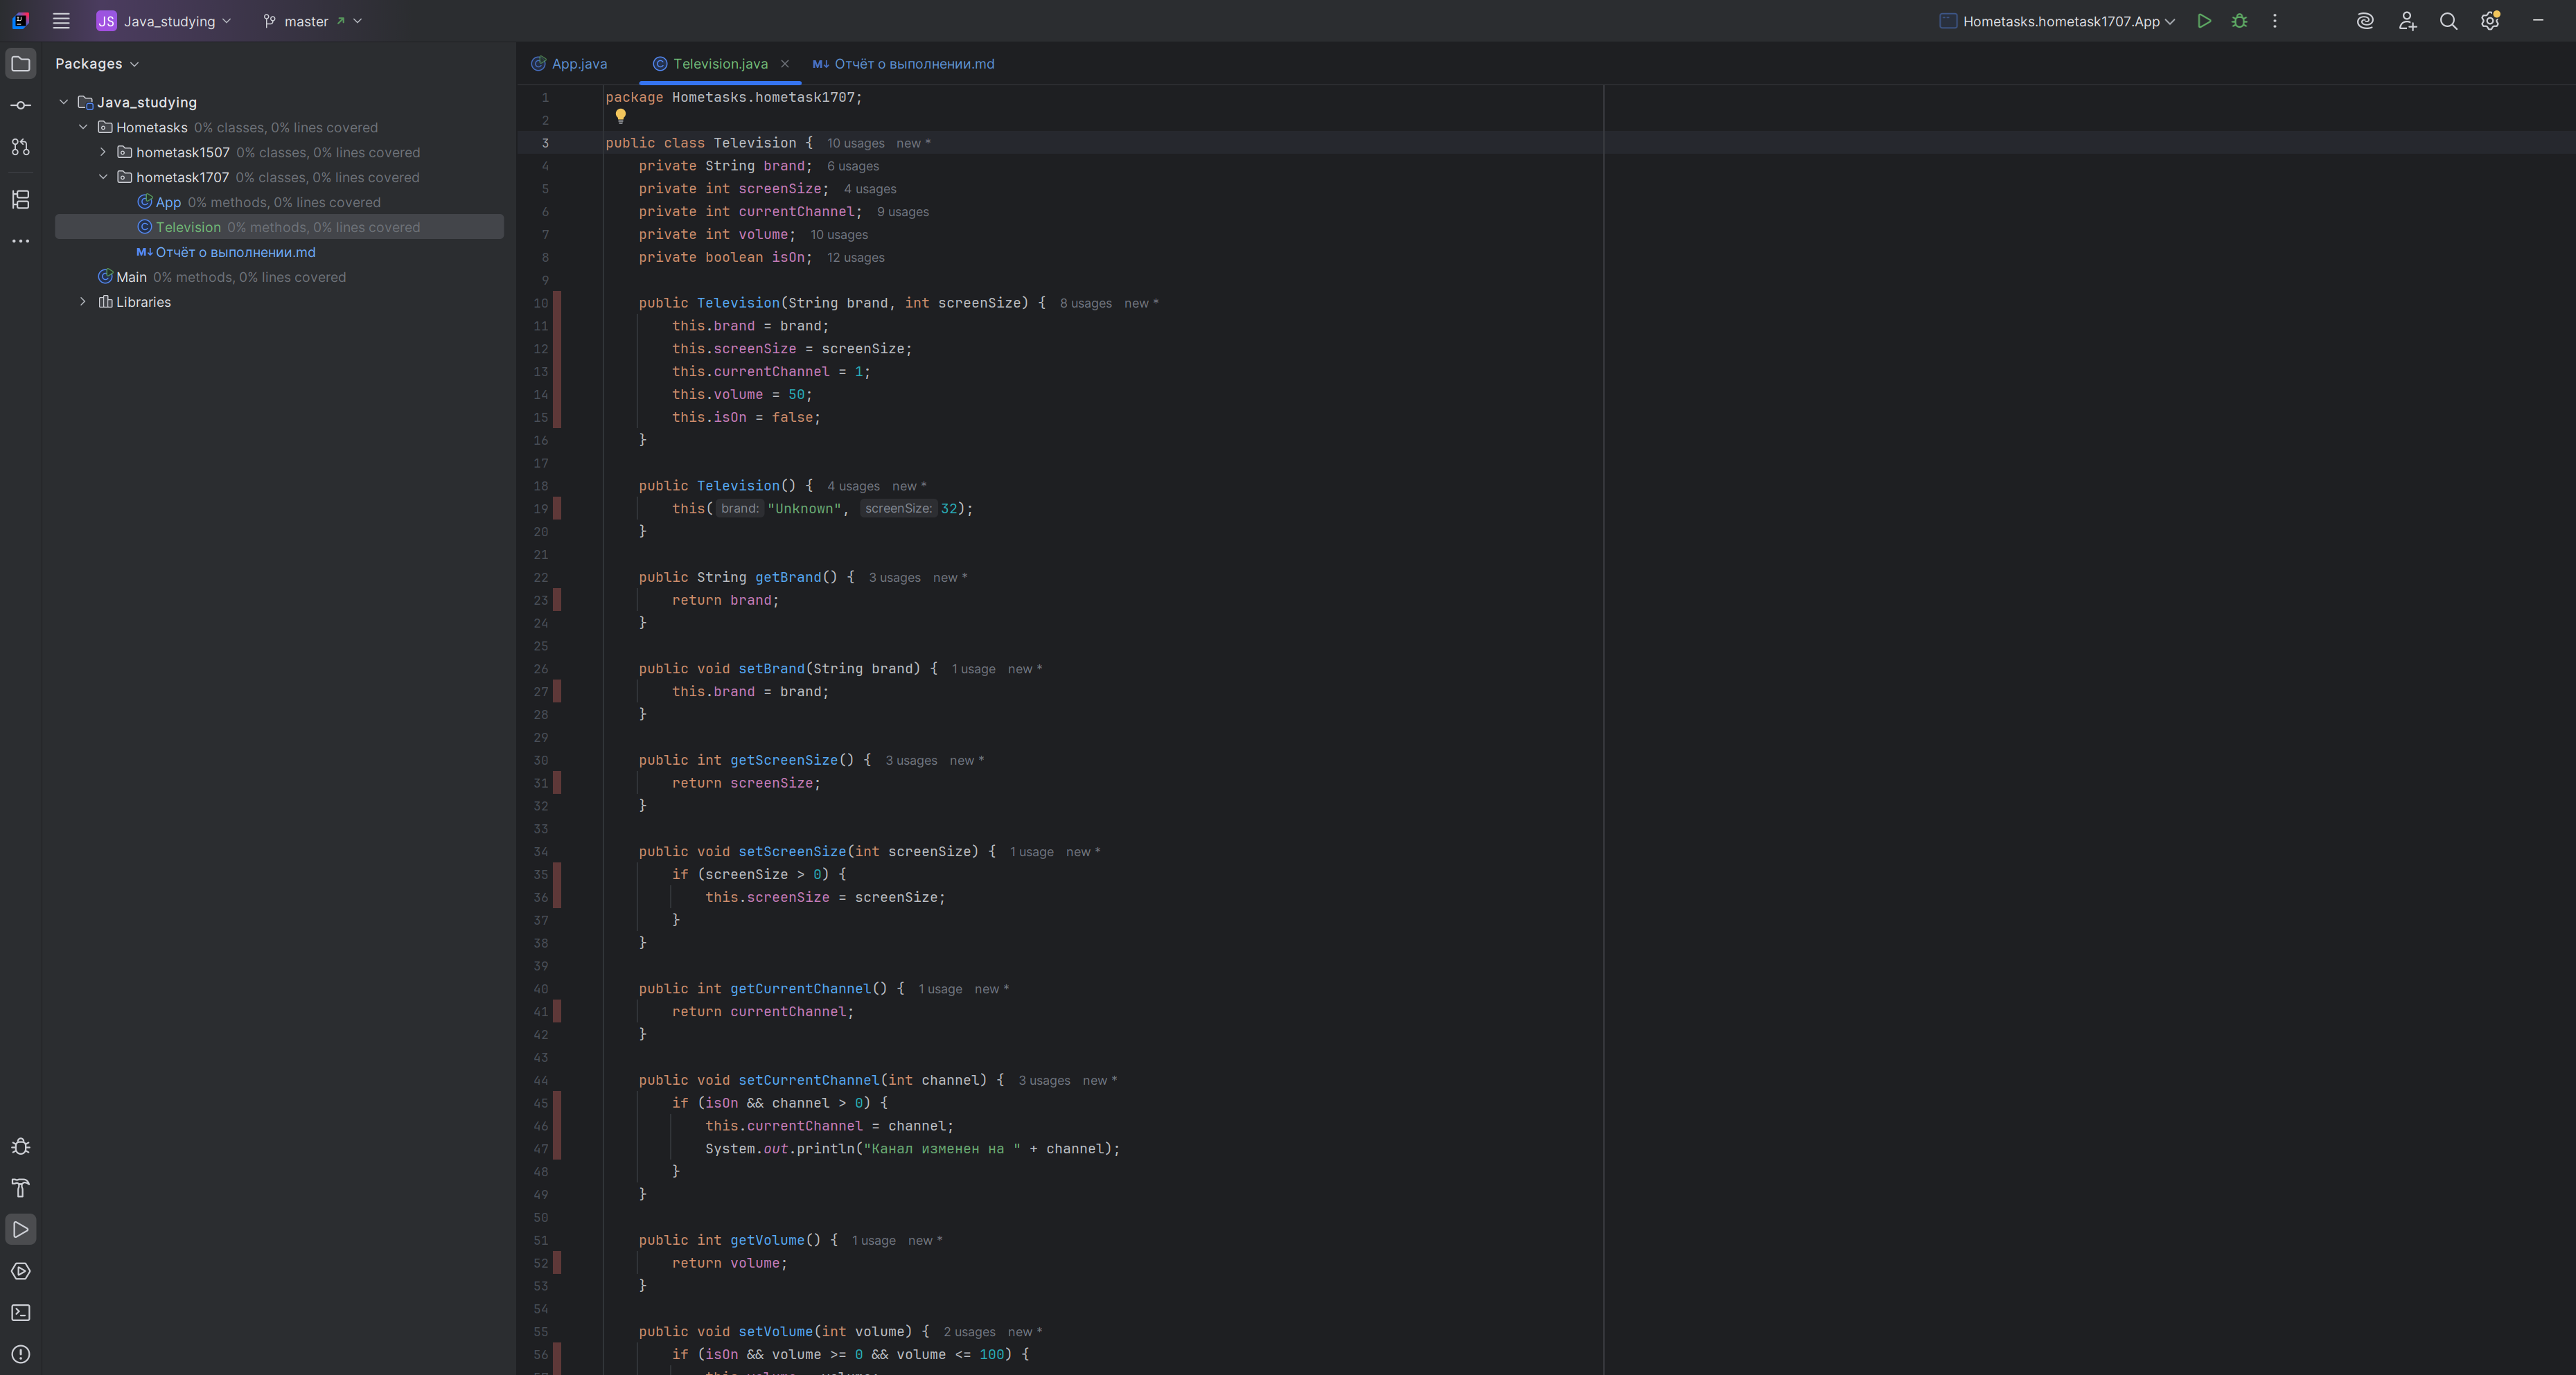 JS Java_studying master Hometasks.hometask1707.App
Packages
App.java Television.java M↓ Отчёт о выполнении.md
Java_studying
Hometasks 0% classes, 0% lines covered
hometask1507 0% classes, 0% lines covered
hometask1707 0% classes, 0% lines covered
App 0% methods, 0% lines covered
Television 0% methods, 0% lines covered
M↓ Отчёт о выполнении.md
Main 0% methods, 0% lines covered
Libraries
1 package Hometasks.hometask1707;
2
3 public class Television { 10 usages new *
4 private String brand; 6 usages
5 private int screenSize; 4 usages
6 private int currentChannel; 9 usages
7 private int volume; 10 usages
8 private boolean isOn; 12 usages
9
10 public Television(String brand, int screenSize) { 8 usages new *
11 this.brand = brand;
12 this.screenSize = screenSize;
13 this.currentChannel = 1;
14 this.volume = 50;
15 this.isOn = false;
16 }
17
18 public Television() { 4 usages new *
19 this( brand: "Unknown", screenSize: 32);
20 }
21
22 public String getBrand() { 3 usages new *
23 return brand;
24 }
25
26 public void setBrand(String brand) { 1 usage new *
27 this.brand = brand;
28 }
29
30 public int getScreenSize() { 3 usages new *
31 return screenSize;
32 }
33
34 public void setScreenSize(int screenSize) { 1 usage new *
35 if (screenSize > 0) {
36 this.screenSize = screenSize;
37 }
38 }
39
40 public int getCurrentChannel() { 1 usage new *
41 return currentChannel;
42 }
43
44 public void setCurrentChannel(int channel) { 3 usages new *
45 if (isOn && channel > 0) {
46 this.currentChannel = channel;
47 System.out.println("Канал изменен на " + channel);
48 }
49 }
50
51 public int getVolume() { 1 usage new *
52 return volume;
53 }
54
55 public void setVolume(int volume) { 2 usages new *
56 if (isOn && volume >= 0 && volume <= 100) {